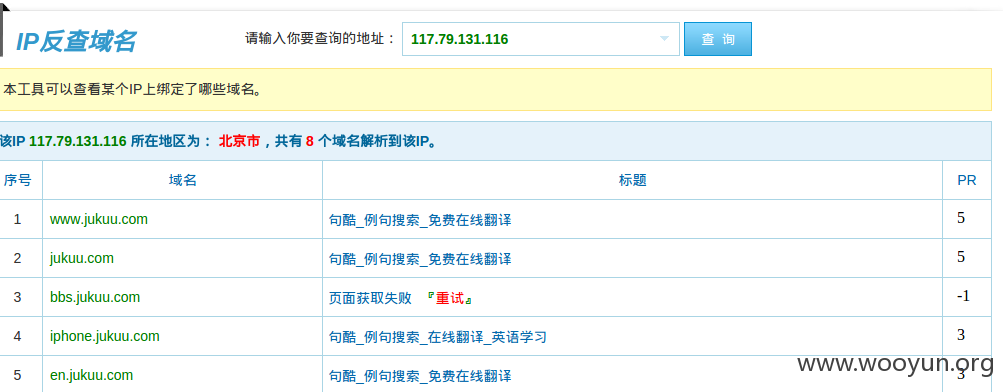 IP反查域名 请输入你要查询的地址： 117.79.131.116 查 询
本工具可以查看某个IP上绑定了哪些域名。
该IP 117.79.131.116 所在地区为： 北京市，共有 8 个域名解析到该IP。
序号 域名 标题 PR
1 www.jukuu.com 句酷_例句搜索_免费在线翻译 5
2 jukuu.com 句酷_例句搜索_免费在线翻译 5
3 bbs.jukuu.com 页面获取失败 『重试』 -1
4 iphone.jukuu.com 句酷_例句搜索_在线翻译_英语学习 3
www.wooyun.org
5 en.jukuu.com 句酷_例句搜索_免费在线翻译 3